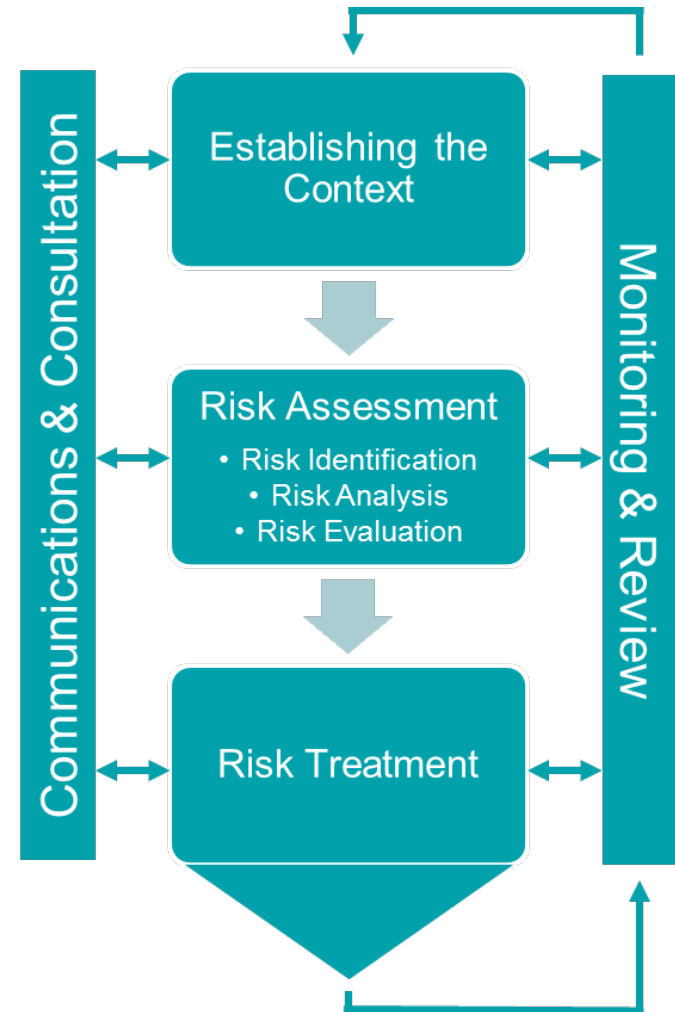 Communications & Consultation
Establishing the
Context
Risk Assessment
• Risk Identification
• Risk Analysis
• Risk Evaluation
Risk Treatment
Monitoring & Review